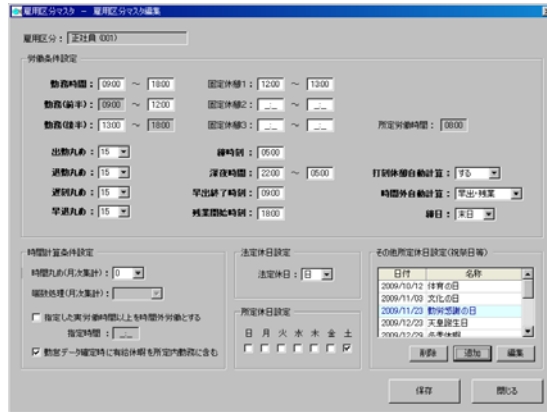 雇用区分マスタ － 雇用区分マスタ編集
雇用区分： 正社員 (001)
労働条件設定
勤務時間： 09:00 ～ 18:00 固定休憩1： 12:00 ～ 13:00
勤務(前半)： 09:00 ～ 12:00 固定休憩2： _:_ ～ _:_
勤務(後半)： 13:00 ～ 18:00 固定休憩3： _:_ ～ _:_ 所定労働時間： 08:00
出勤丸め： 15 締時刻： 05:00
退勤丸め： 15 深夜時間： 22:00 ～ 05:00 打刻休憩自動計算： する
遅刻丸め： 15 早出終了時刻： 09:00 時間外自動計算： 早出・残業
早退丸め： 15 残業開始時刻： 18:00 締日： 末日
時間計算条件設定
時間丸め(月次集計)： 0
端数処理(月次集計)：
指定した実労働時間以上を時間外労働とする
指定時間 ： _:_
勤怠データ確定時に有給休暇を所定内勤務に含む
法定休日設定
法定休日： 日
所定休日設定
日 月 火 水 木 金 土
その他所定休日設定(祝祭日等)
日付 名称
2009/10/12 体育の日
2009/11/03 文化の日
2009/11/23 勤労感謝の日
2009/12/23 天皇誕生日
2009/12/29 冬季休暇
削除 追加 編集
保存 閉じる